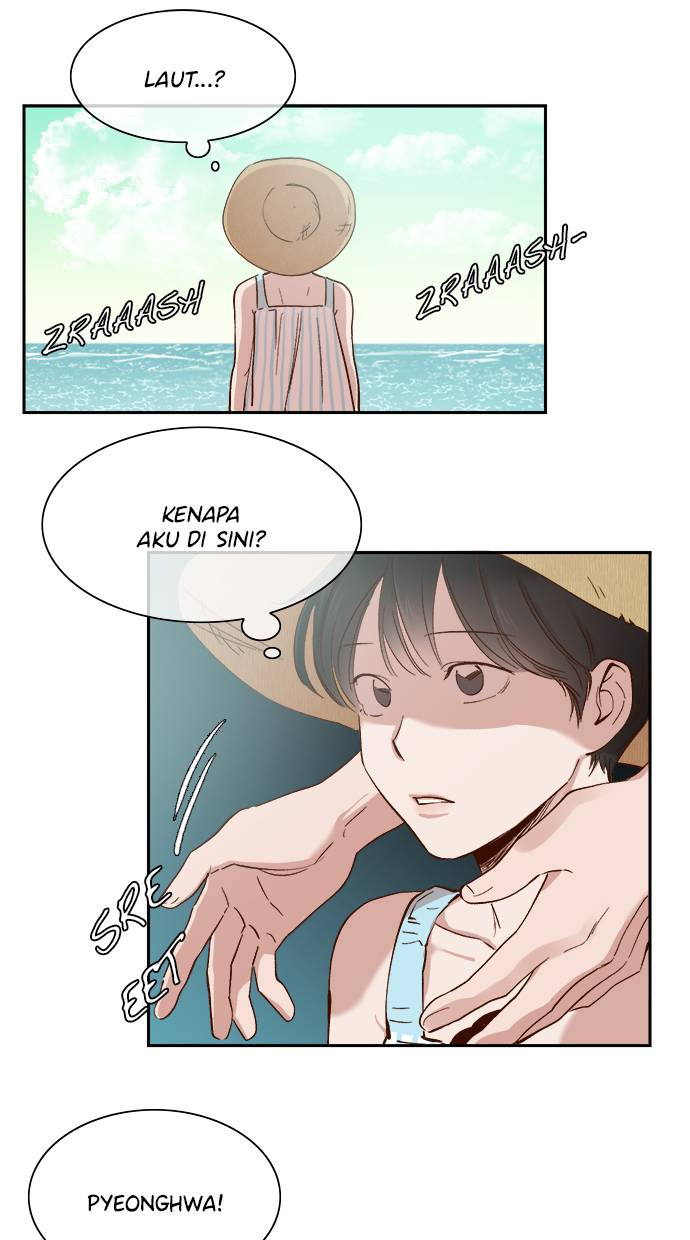 LAUT...?
ZRAAASH
ZRAAASH-
KENAPA
AKU DI SINI?
SRE
EET
PYEONGHWA!